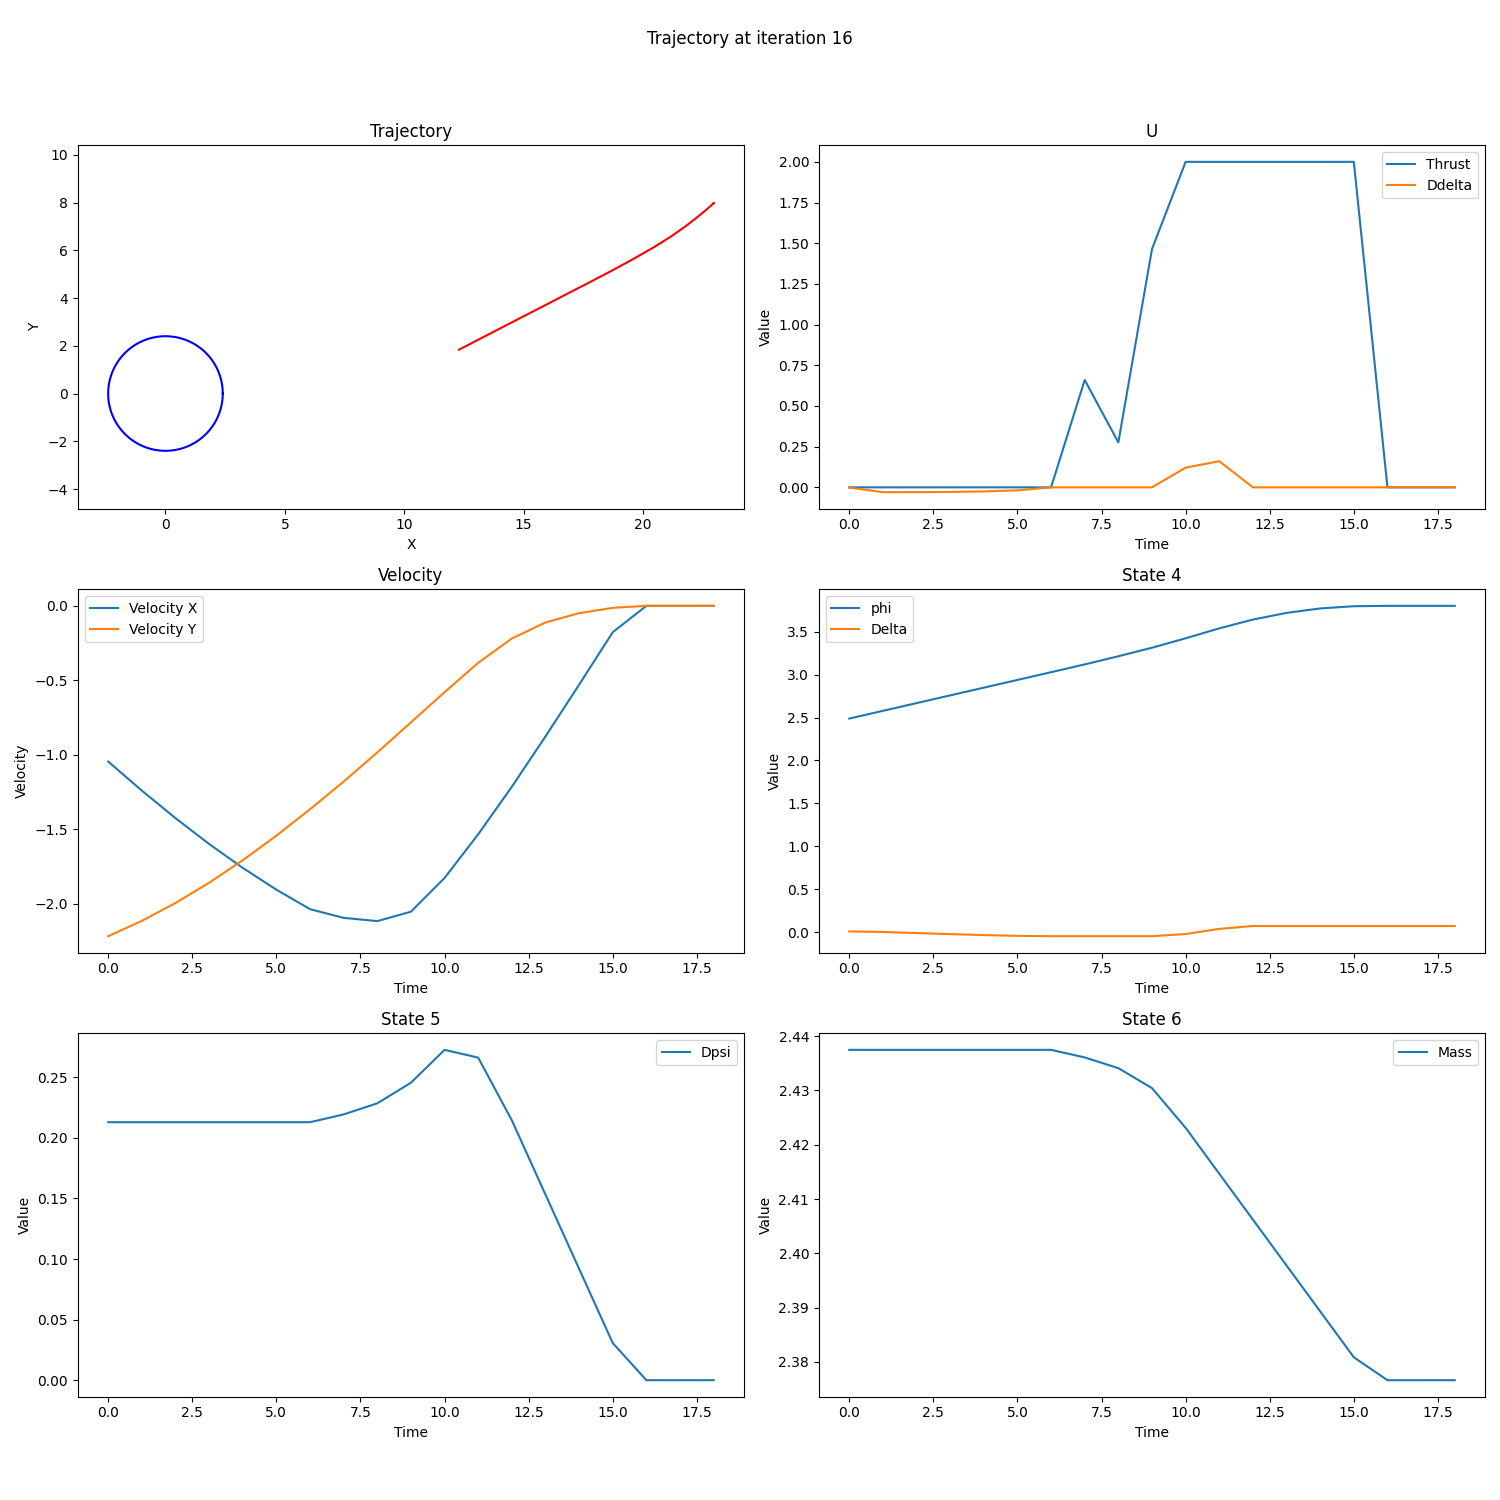 Trajectory at iteration 16
Trajectory
10
8
6
4
2
0
−2
−4
Y
0 5 10 15 20
X
U
2.00
1.75
1.50
1.25
1.00
0.75
0.50
0.25
0.00
Value
Thrust
Ddelta
0.0 2.5 5.0 7.5 10.0 12.5 15.0 17.5
Time
Velocity
0.0
−0.5
−1.0
−1.5
−2.0
Velocity
Velocity X
Velocity Y
0.0 2.5 5.0 7.5 10.0 12.5 15.0 17.5
Time
State 4
3.5
3.0
2.5
2.0
1.5
1.0
0.5
0.0
Value
phi
Delta
0.0 2.5 5.0 7.5 10.0 12.5 15.0 17.5
Time
State 5
0.25
0.20
0.15
0.10
0.05
0.00
Value
Dpsi
0.0 2.5 5.0 7.5 10.0 12.5 15.0 17.5
Time
State 6
2.44
2.43
2.42
2.41
2.40
2.39
2.38
Value
Mass
0.0 2.5 5.0 7.5 10.0 12.5 15.0 17.5
Time